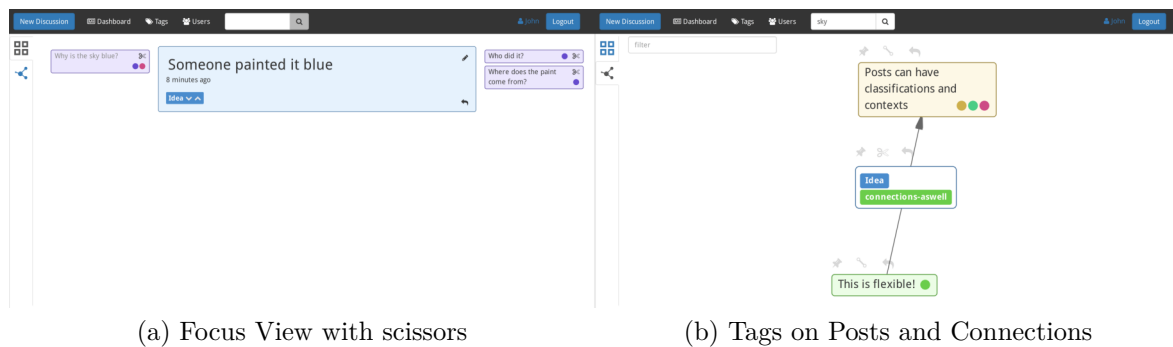 New Discussion Dashboard Tags Users John Logout
Why is the sky blue?
Someone painted it blue
8 minutes ago
Idea
Who did it?
Where does the paint
come from?
New Discussion Dashboard Tags Users sky John Logout
filter
Posts can have
classifications and
contexts
Idea
connections-aswell
This is flexible!
(a) Focus View with scissors
(b) Tags on Posts and Connections